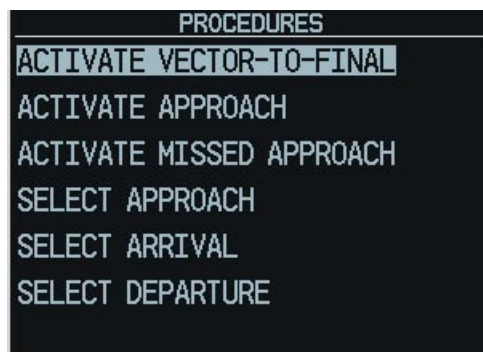 PROCEDURES
ACTIVATE VECTOR-TO-FINAL
ACTIVATE APPROACH
ACTIVATE MISSED APPROACH
SELECT APPROACH
SELECT ARRIVAL
SELECT DEPARTURE